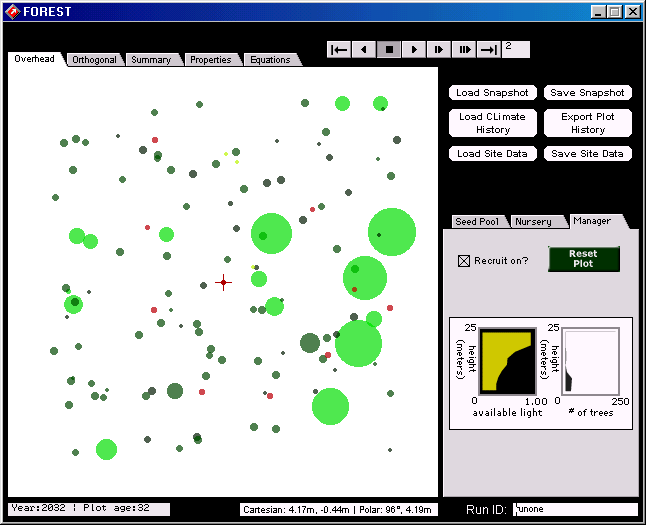 FOREST
2
Overhead
Orthogonal
Summary
Properties
Equations
Load Snapshot
Save Snapshot
Load CLimate
History
Export Plot
History
Load Site Data
Save Site Data
Seed Pool
Nursery
Manager
Recruit on?
Reset
Plot
25
height
(meters)
0
1.00
available light
25
height
(meters)
0
250
# of trees
Year:2032 | Plot age:32
Cartesian: 4.17m, -0.44m | Polar: 96°, 4.19m
Run ID:
runone